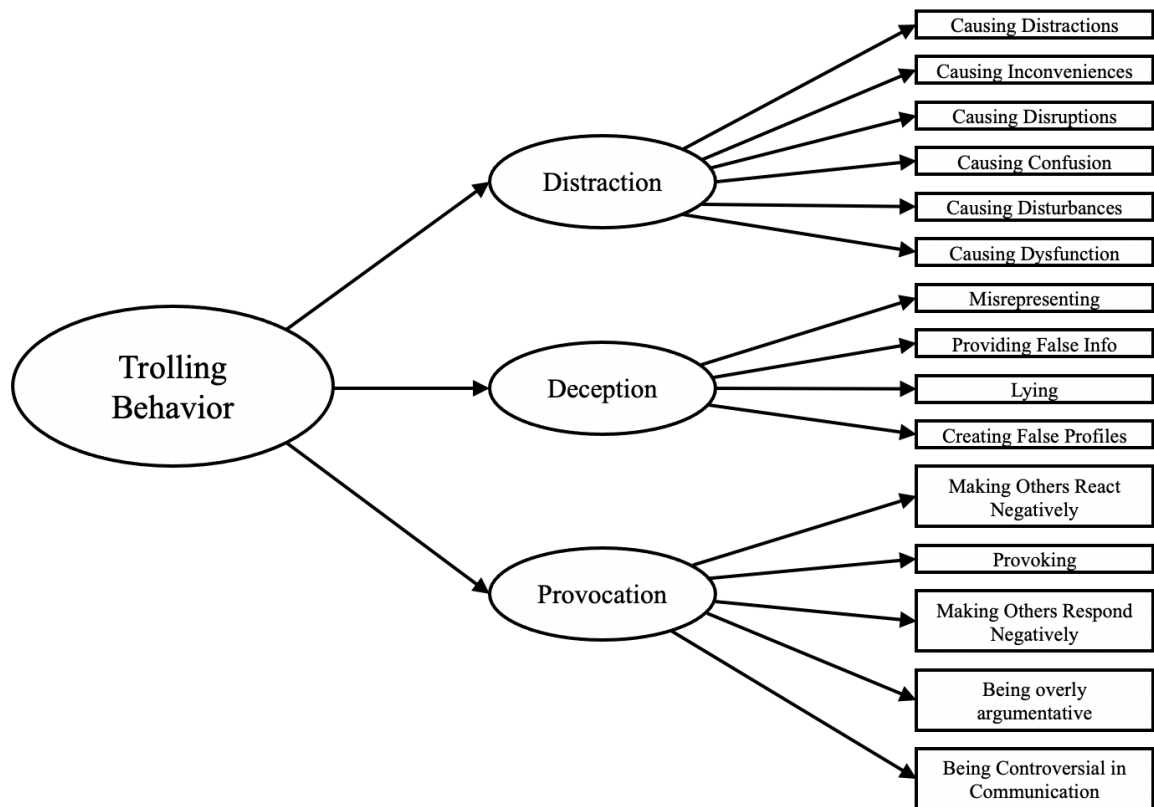 Trolling
Behavior
Distraction
Causing Distractions
Causing Inconveniences
Causing Disruptions
Causing Confusion
Causing Disturbances
Causing Dysfunction
Deception
Misrepresenting
Providing False Info
Lying
Creating False Profiles
Provocation
Making Others React
Negatively
Provoking
Making Others Respond
Negatively
Being overly
argumentative
Being Controversial in
Communication